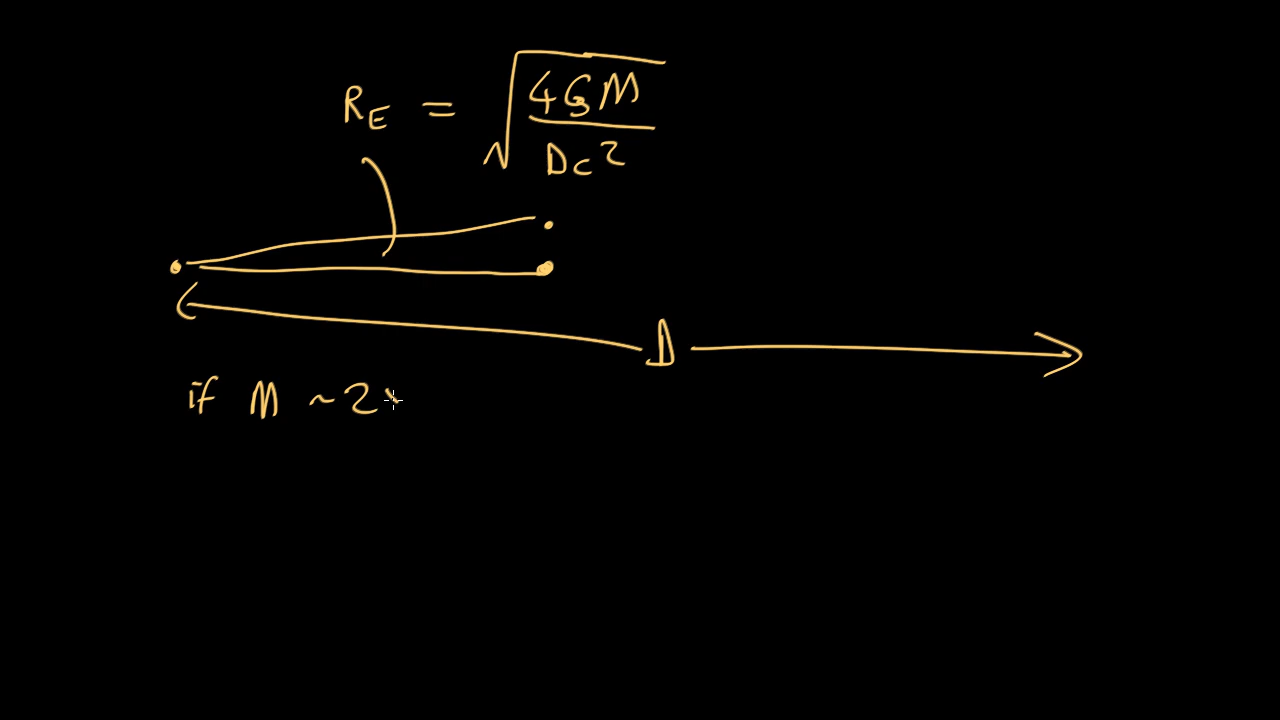 R_E = √(4GM / Dc²)
D
if M ~ 2×